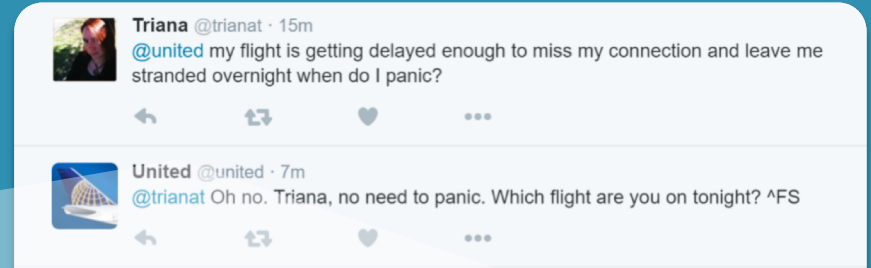 Triana @trianat · 15m
@united my flight is getting delayed enough to miss my connection and leave me
stranded overnight when do I panic?
United @united · 7m
@trianat Oh no. Triana, no need to panic. Which flight are you on tonight? ^FS